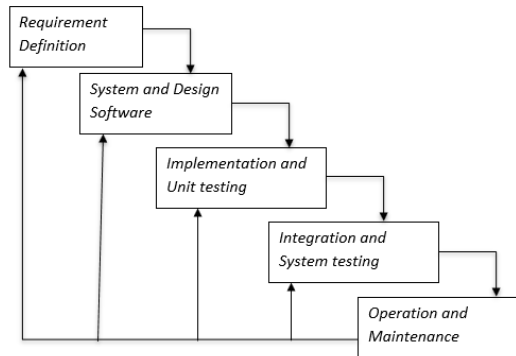 Requirement
Definition
System and Design
Software
Implementation and
Unit testing
Integration and
System testing
Operation and
Maintenance